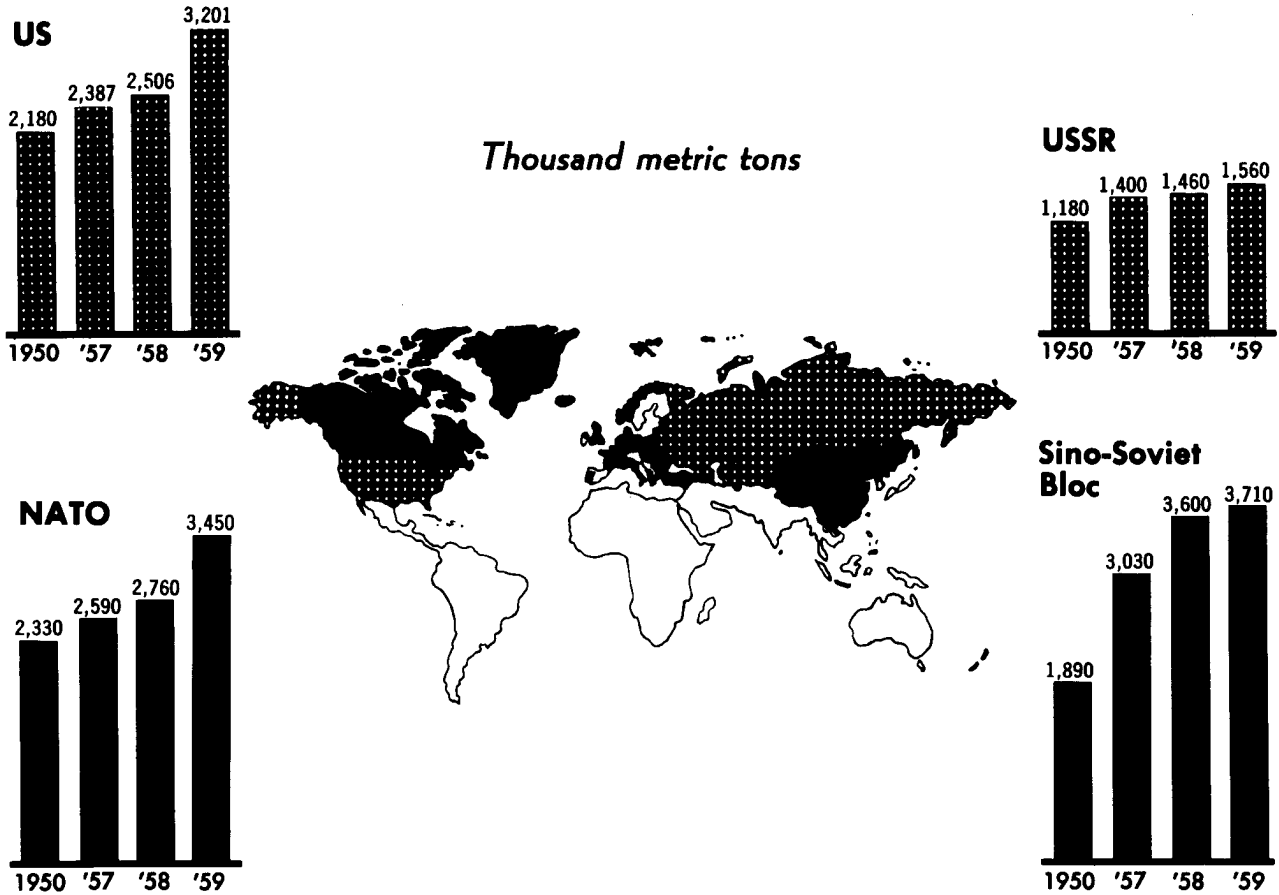 US
3,201
2,506
2,387
2,180
1950 '57 '58 '59
Thousand metric tons
USSR
1,560
1,460
1,400
1,180
1950 '57 '58 '59
NATO
3,450
2,760
2,590
2,330
1950 '57 '58 '59
Sino-Soviet
Bloc
3,710
3,600
3,030
1,890
1950 '57 '58 '59